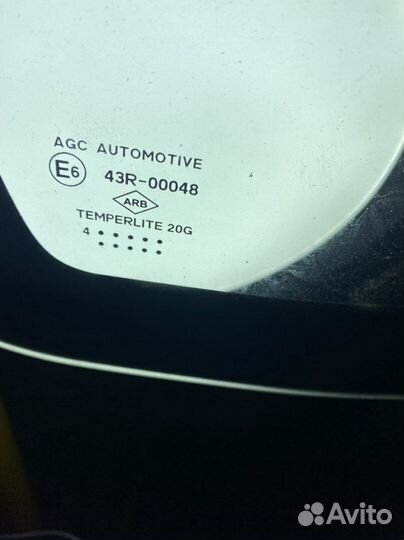 AGC AUTOMOTIVE
E6 43R-00048
ARB
TEMPERLITE 20G
4
Avito